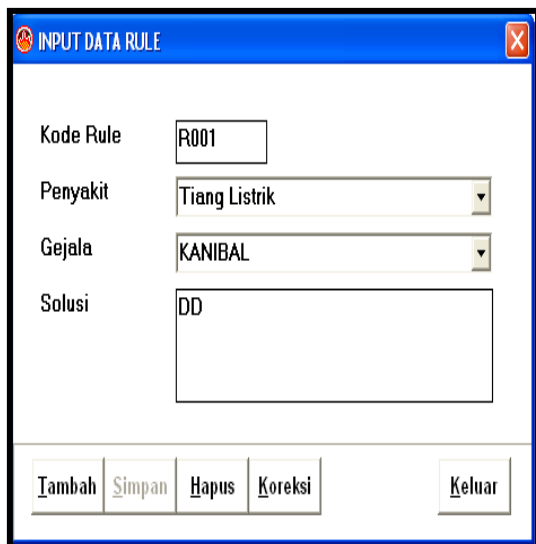 INPUT DATA RULE
Kode Rule R001
Penyakit Tiang Listrik
Gejala KANIBAL
Solusi DD
Tambah Simpan Hapus Koreksi Keluar